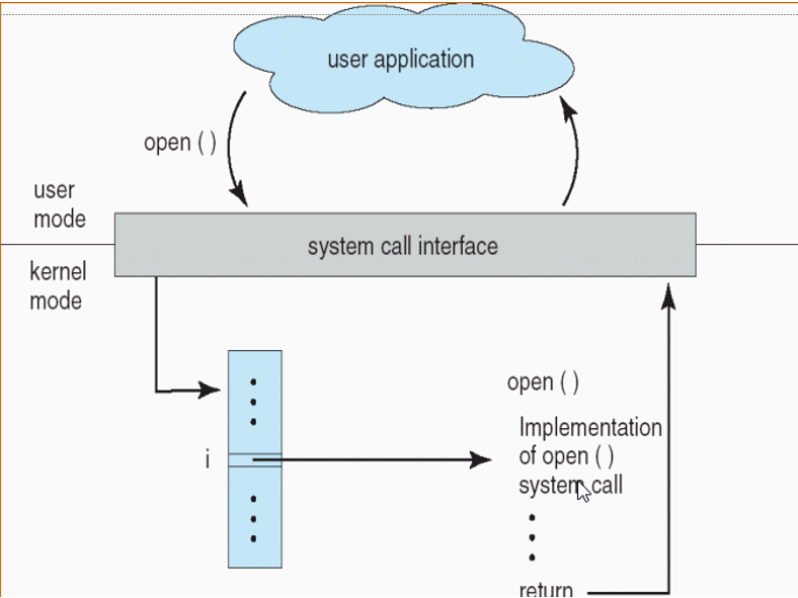 user application
open ( )
user
mode
system call interface
kernel
mode
open ( )
i
Implementation
of open ( )
system call
return